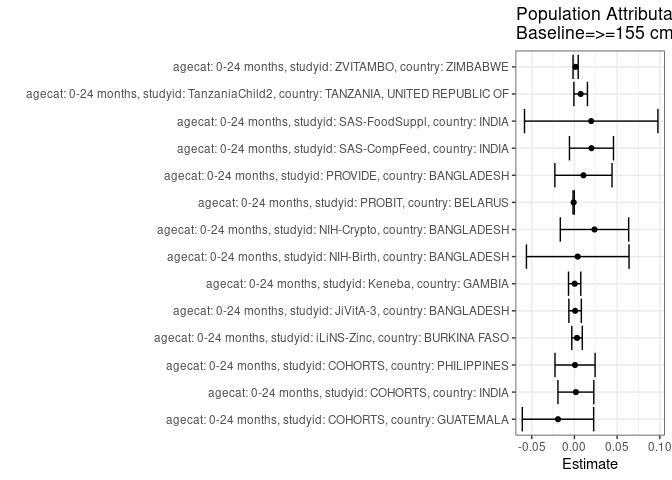 Population Attributa
Baseline=>=155 cm
agecat: 0-24 months, studyid: ZVITAMBO, country: ZIMBABWE
agecat: 0-24 months, studyid: TanzaniaChild2, country: TANZANIA, UNITED REPUBLIC OF
agecat: 0-24 months, studyid: SAS-FoodSuppl, country: INDIA
agecat: 0-24 months, studyid: SAS-CompFeed, country: INDIA
agecat: 0-24 months, studyid: PROVIDE, country: BANGLADESH
agecat: 0-24 months, studyid: PROBIT, country: BELARUS
agecat: 0-24 months, studyid: NIH-Crypto, country: BANGLADESH
agecat: 0-24 months, studyid: NIH-Birth, country: BANGLADESH
agecat: 0-24 months, studyid: Keneba, country: GAMBIA
agecat: 0-24 months, studyid: JiVitA-3, country: BANGLADESH
agecat: 0-24 months, studyid: iLiNS-Zinc, country: BURKINA FASO
agecat: 0-24 months, studyid: COHORTS, country: PHILIPPINES
agecat: 0-24 months, studyid: COHORTS, country: INDIA
agecat: 0-24 months, studyid: COHORTS, country: GUATEMALA
-0.05 0.00 0.05 0.10
Estimate